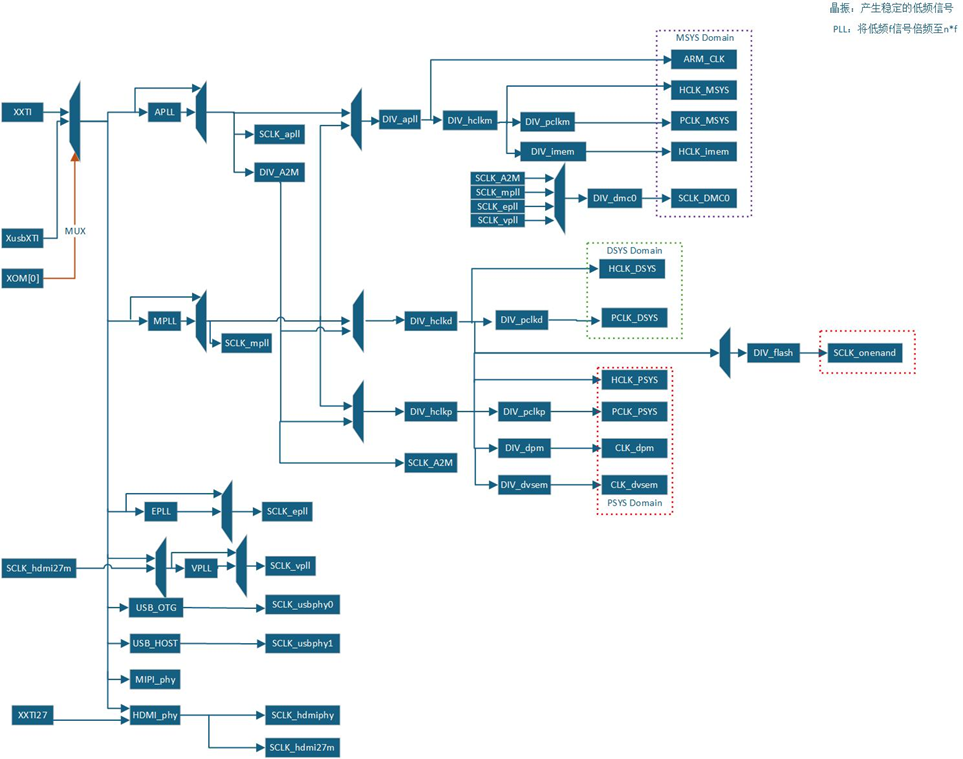 晶振：产生稳定的低频信号
PLL：将低频f信号倍频至n*f
MSYS Domain
ARM_CLK
XXTI
APLL
DIV_apll
DIV_hclkm
HCLK_MSYS
DIV_pclkm
PCLK_MSYS
SCLK_apll
DIV_imem
HCLK_imem
DIV_A2M
SCLK_A2M
SCLK_mpll
SCLK_epll
SCLK_vpll
DIV_dmc0
SCLK_DMC0
XusbXTI
MUX
XOM[0]
DSYS Domain
HCLK_DSYS
MPLL
SCLK_mpll
DIV_hclkd
DIV_pclkd
PCLK_DSYS
DIV_flash
SCLK_onenand
HCLK_PSYS
DIV_hclkp
DIV_pclkp
PCLK_PSYS
DIV_dpm
CLK_dpm
SCLK_A2M
DIV_dvsem
CLK_dvsem
PSYS Domain
EPLL
SCLK_epll
SCLK_hdmi27m
VPLL
SCLK_vpll
USB_OTG
SCLK_usbphy0
USB_HOST
SCLK_usbphy1
MIPI_phy
XXTI27
HDMI_phy
SCLK_hdmiphy
SCLK_hdmi27m